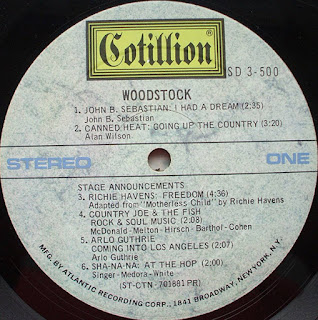 Cotillion®
SD 3-500
WOODSTOCK
1. JOHN B. SEBASTIAN: I HAD A DREAM (2:35)
John B. Sebastian
2. CANNED HEAT: GOING UP THE COUNTRY (3:20)
Alan Wilson
STEREO ONE
STAGE ANNOUNCEMENTS
3. RICHIE HAVENS: FREEDOM (4:36)
Adapted from "Motherless Child" by Richie Havens
4. COUNTRY JOE & THE FISH
ROCK & SOUL MUSIC (2:08)
McDonald-Melton-Hirsch-Barthol-Cohen
5. ARLO GUTHRIE
COMING INTO LOS ANGELES (2:07)
Arlo Guthrie
6. SHA-NA-NA: AT THE HOP (2:00)
Singer-Medora-White
(ST-CTN-701881 PR)
MFG. BY ATLANTIC RECORDING CORP., 1841 BROADWAY, NEW YORK, N.Y.